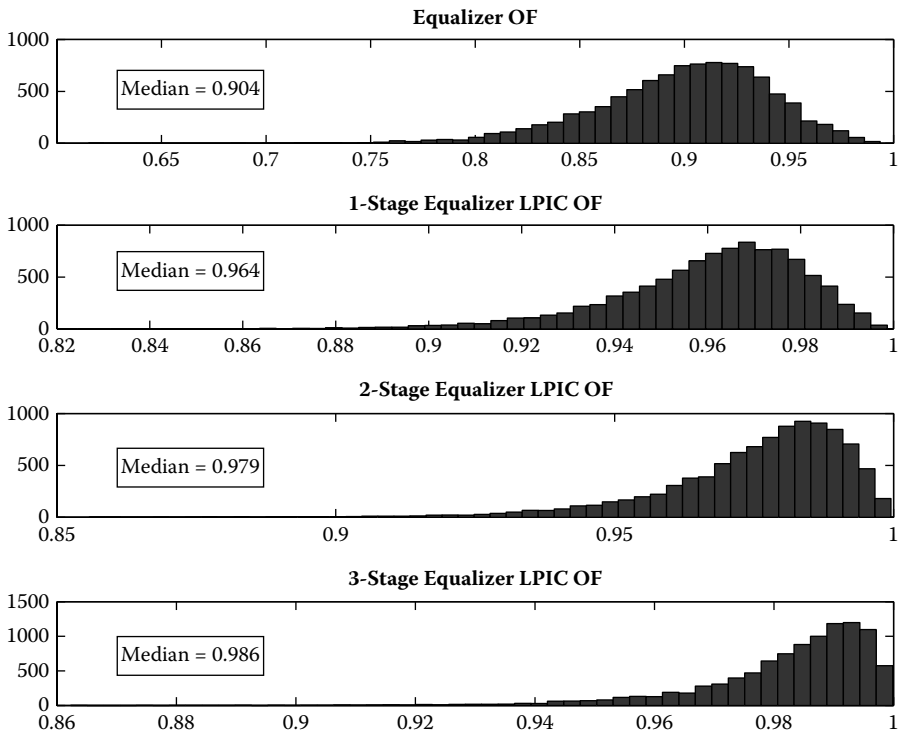 Equalizer OF
1000
500
0
Median = 0.904
0.65 0.7 0.75 0.8 0.85 0.9 0.95 1
1-Stage Equalizer LPIC OF
1000
500
0
Median = 0.964
0.82 0.84 0.86 0.88 0.9 0.92 0.94 0.96 0.98 1
2-Stage Equalizer LPIC OF
1000
500
0
Median = 0.979
0.85 0.9 0.95 1
3-Stage Equalizer LPIC OF
1500
1000
500
0
Median = 0.986
0.86 0.88 0.9 0.92 0.94 0.96 0.98 1